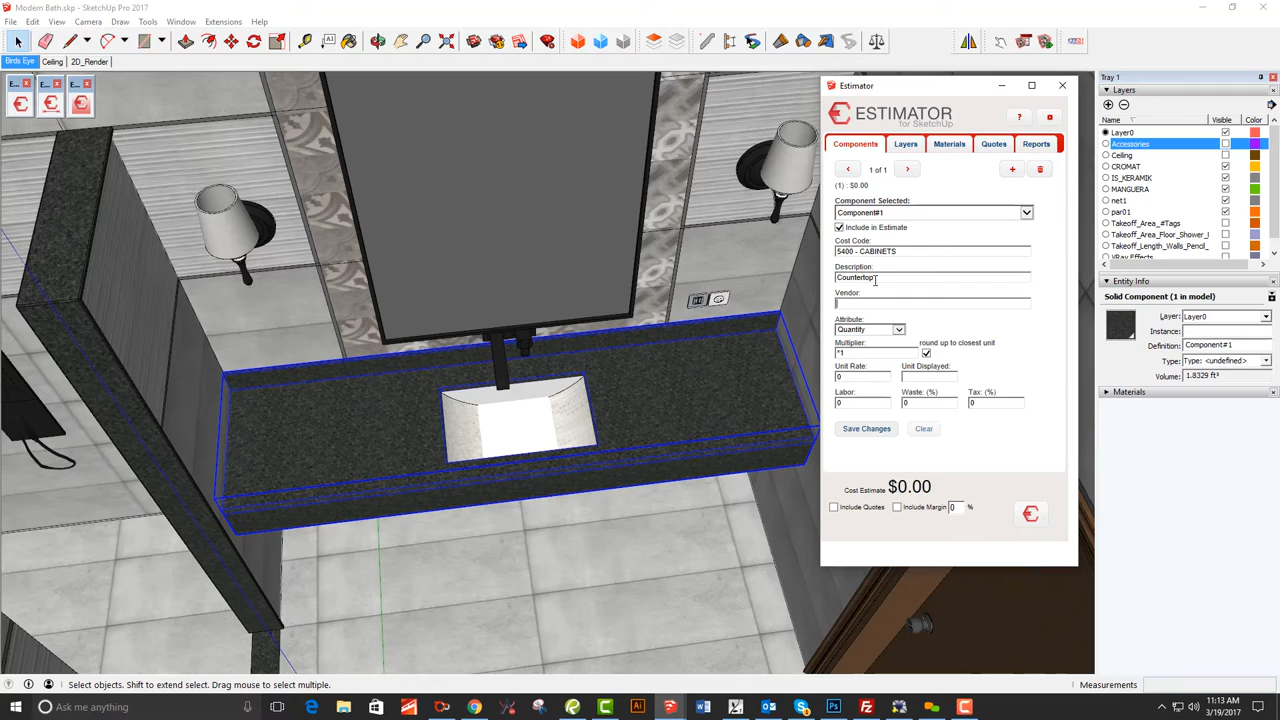 Modern Bath.skp - SketchUp Pro 2017
File Edit View Camera Draw Tools Window Extensions Help
Birds Eye Ceiling 2D_Render
E... E... E...
Estimator
ESTIMATOR
for SketchUp
?
Components Layers Materials Quotes Reports
< 1 of 1 > +
(1) : $0.00
Component Selected:
Component#1
Include in Estimate
Cost Code:
5400 - CABINETS
Description:
Countertop
Vendor:
Attribute:
Quantity
Multiplier: round up to closest unit
*1
Unit Rate: Unit Displayed:
0
Labor: Waste: (%) Tax: (%)
0 0 0
Save Changes Clear
Cost Estimate $0.00
Include Quotes Include Margin 0 %
Tray 1
Layers
Name Visible Color
Layer0
Accessories
Ceiling
CROMAT
IS_KERAMIK
MANGUERA
net1
par01
Takeoff_Area_#Tags
Takeoff_Area_Floor_Shower_
Takeoff_Length_Walls_Pencil_
VRay Effects
Entity Info
Solid Component (1 in model)
Layer: Layer0
Instance:
Definition: Component#1
Type: Type: <undefined>
Volume: 1.8329 ft³
Materials
Select objects. Shift to extend select. Drag mouse to select multiple.
Measurements
Ask me anything
11:13 AM
3/19/2017